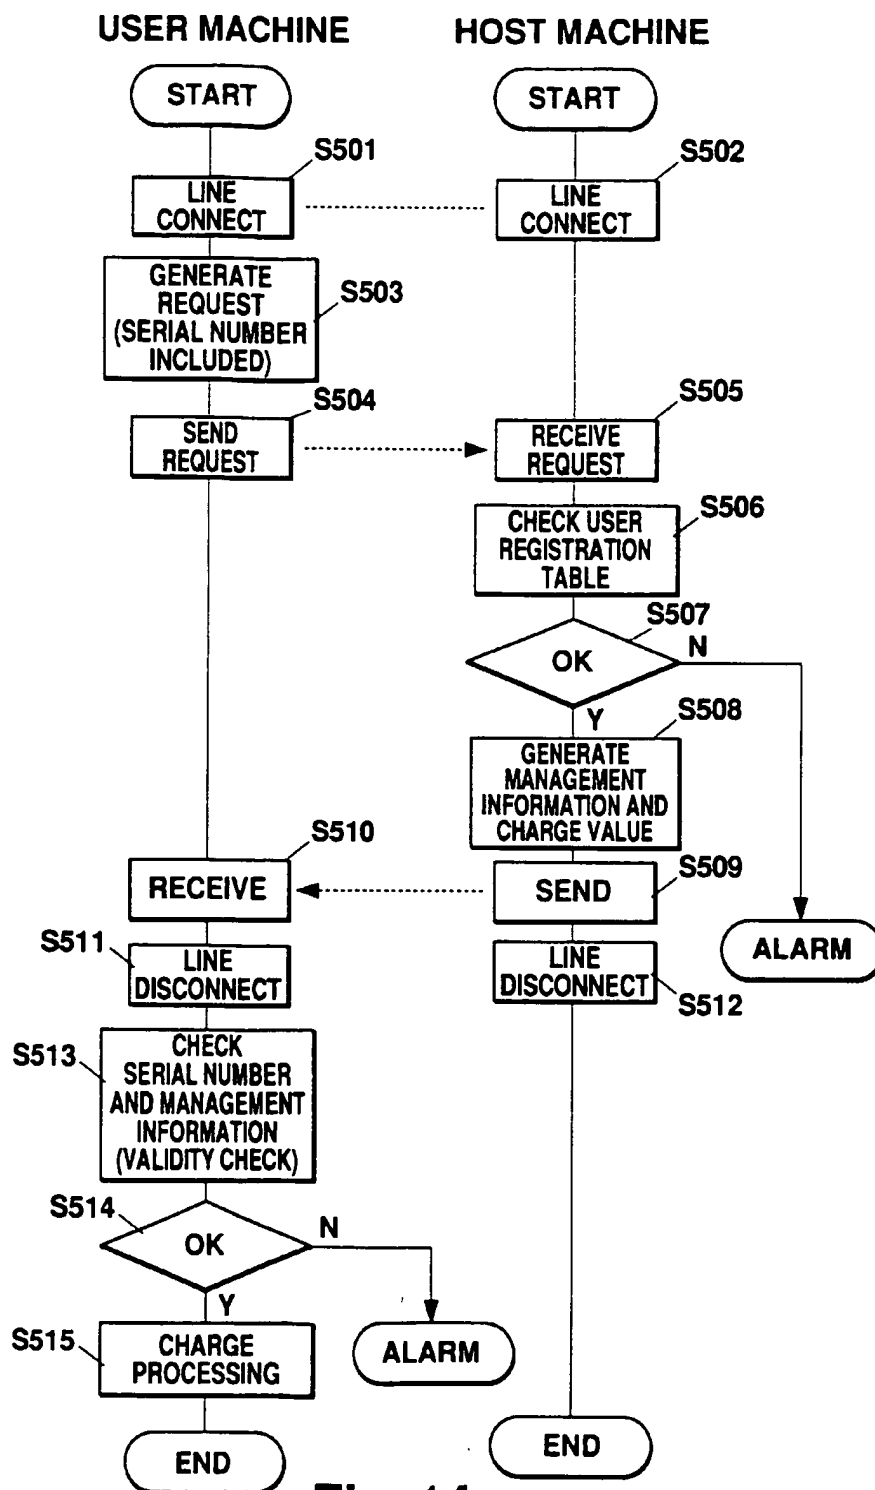 USER MACHINE
HOST MACHINE
START
START
S501
S502
LINE
CONNECT
LINE
CONNECT
GENERATE
REQUEST
(SERIAL NUMBER
INCLUDED)
S503
S504
SEND
REQUEST
S505
RECEIVE
REQUEST
S506
CHECK USER
REGISTRATION
TABLE
S507
OK
N
Y
S508
GENERATE
MANAGEMENT
INFORMATION AND
CHARGE VALUE
S510
RECEIVE
S509
SEND
ALARM
S511
LINE
DISCONNECT
LINE
DISCONNECT
S512
S513
CHECK
SERIAL NUMBER
AND MANAGEMENT
INFORMATION
(VALIDITY CHECK)
S514
OK
N
Y
S515
CHARGE
PROCESSING
ALARM
END
END